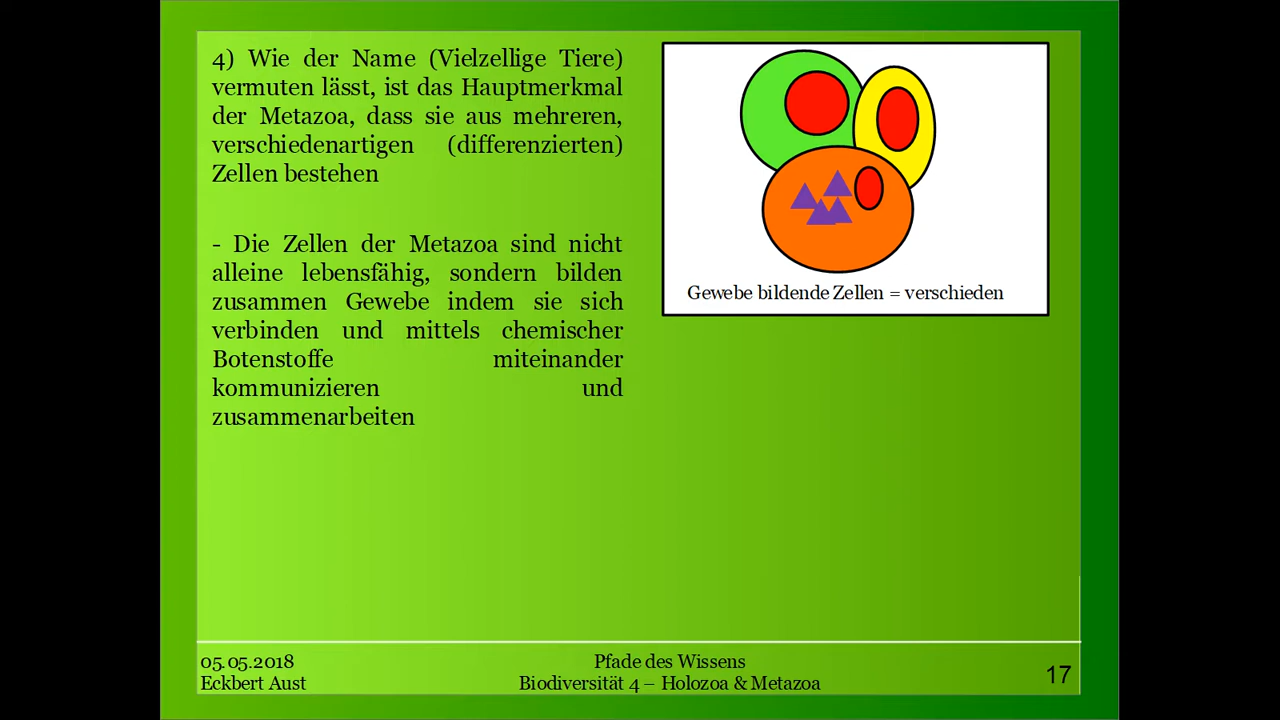 4) Wie der Name (Vielzellige Tiere)
vermuten lässt, ist das Hauptmerkmal
der Metazoa, dass sie aus mehreren,
verschiedenartigen (differenzierten)
Zellen bestehen
- Die Zellen der Metazoa sind nicht
alleine lebensfähig, sondern bilden
zusammen Gewebe indem sie sich
verbinden und mittels chemischer
Botenstoffe miteinander
kommunizieren und
zusammenarbeiten
Gewebe bildende Zellen = verschieden
05.05.2018
Eckbert Aust
Pfade des Wissens
Biodiversität 4 – Holozoa & Metazoa
17